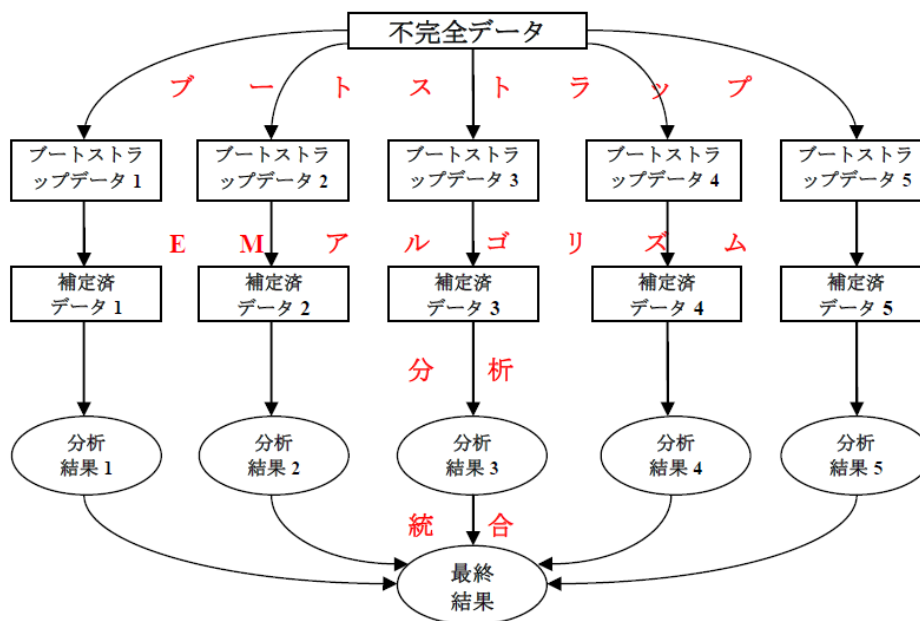 不完全データ
ブートストラップ
ブートストラ
ップデータ 1
ブートストラ
ップデータ 2
ブートストラ
ップデータ 3
ブートストラ
ップデータ 4
ブートストラ
ップデータ 5
EMアルゴリズム
補定済
データ 1
補定済
データ 2
補定済
データ 3
補定済
データ 4
補定済
データ 5
分析
分析
結果 1
分析
結果 2
分析
結果 3
分析
結果 4
分析
結果 5
統合
最終
結果